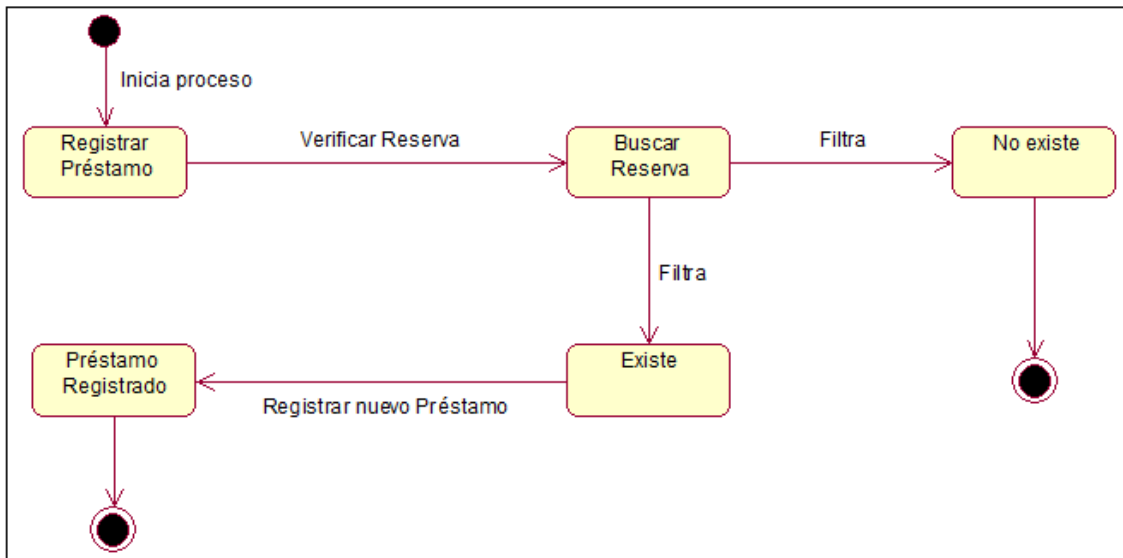 Inicia proceso
Registrar
Préstamo
Verificar Reserva
Buscar
Reserva
Filtra
No existe
Filtra
Préstamo
Registrado
Registrar nuevo Préstamo
Existe